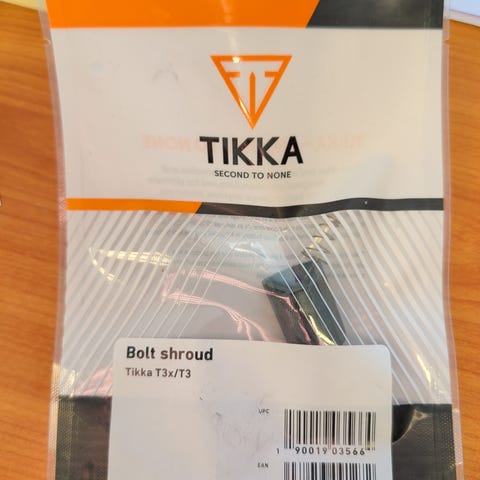 TIKKA
SECOND TO NONE
Bolt shroud
Tikka T3x/T3
UPC
1 90019 03566
EAN